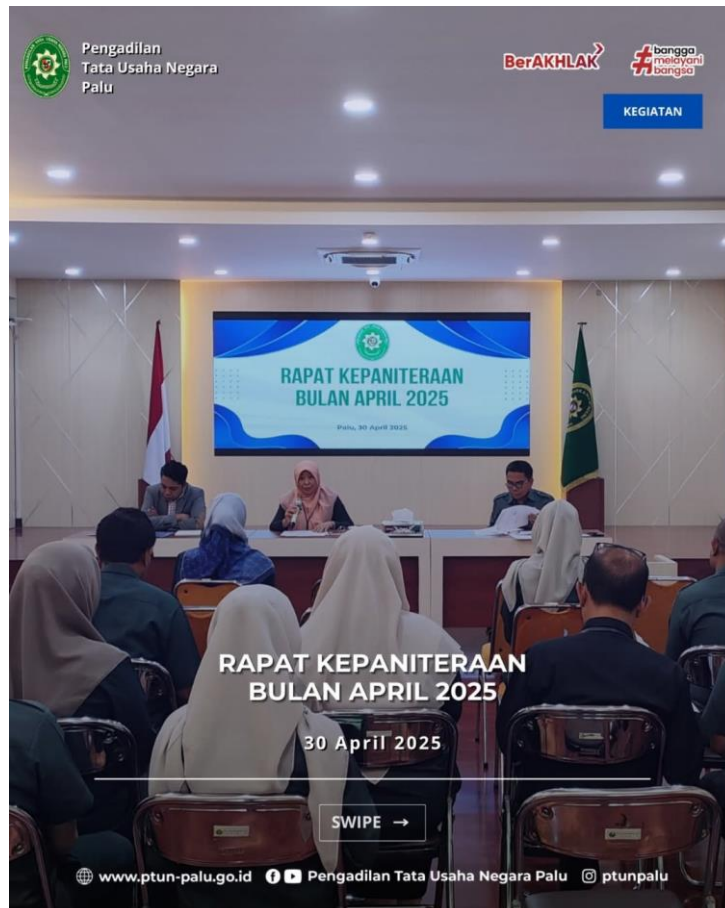 Pengadilan
Tata Usaha Negara
Palu
BerAKHLAK
# bangga
melayani
bangsa
KEGIATAN
RAPAT KEPANITERAAN
BULAN APRIL 2025
Palu, 30 April 2025
RAPAT KEPANITERAAN
BULAN APRIL 2025
30 April 2025
SWIPE →
www.ptun-palu.go.id Pengadilan Tata Usaha Negara Palu ptunpalu